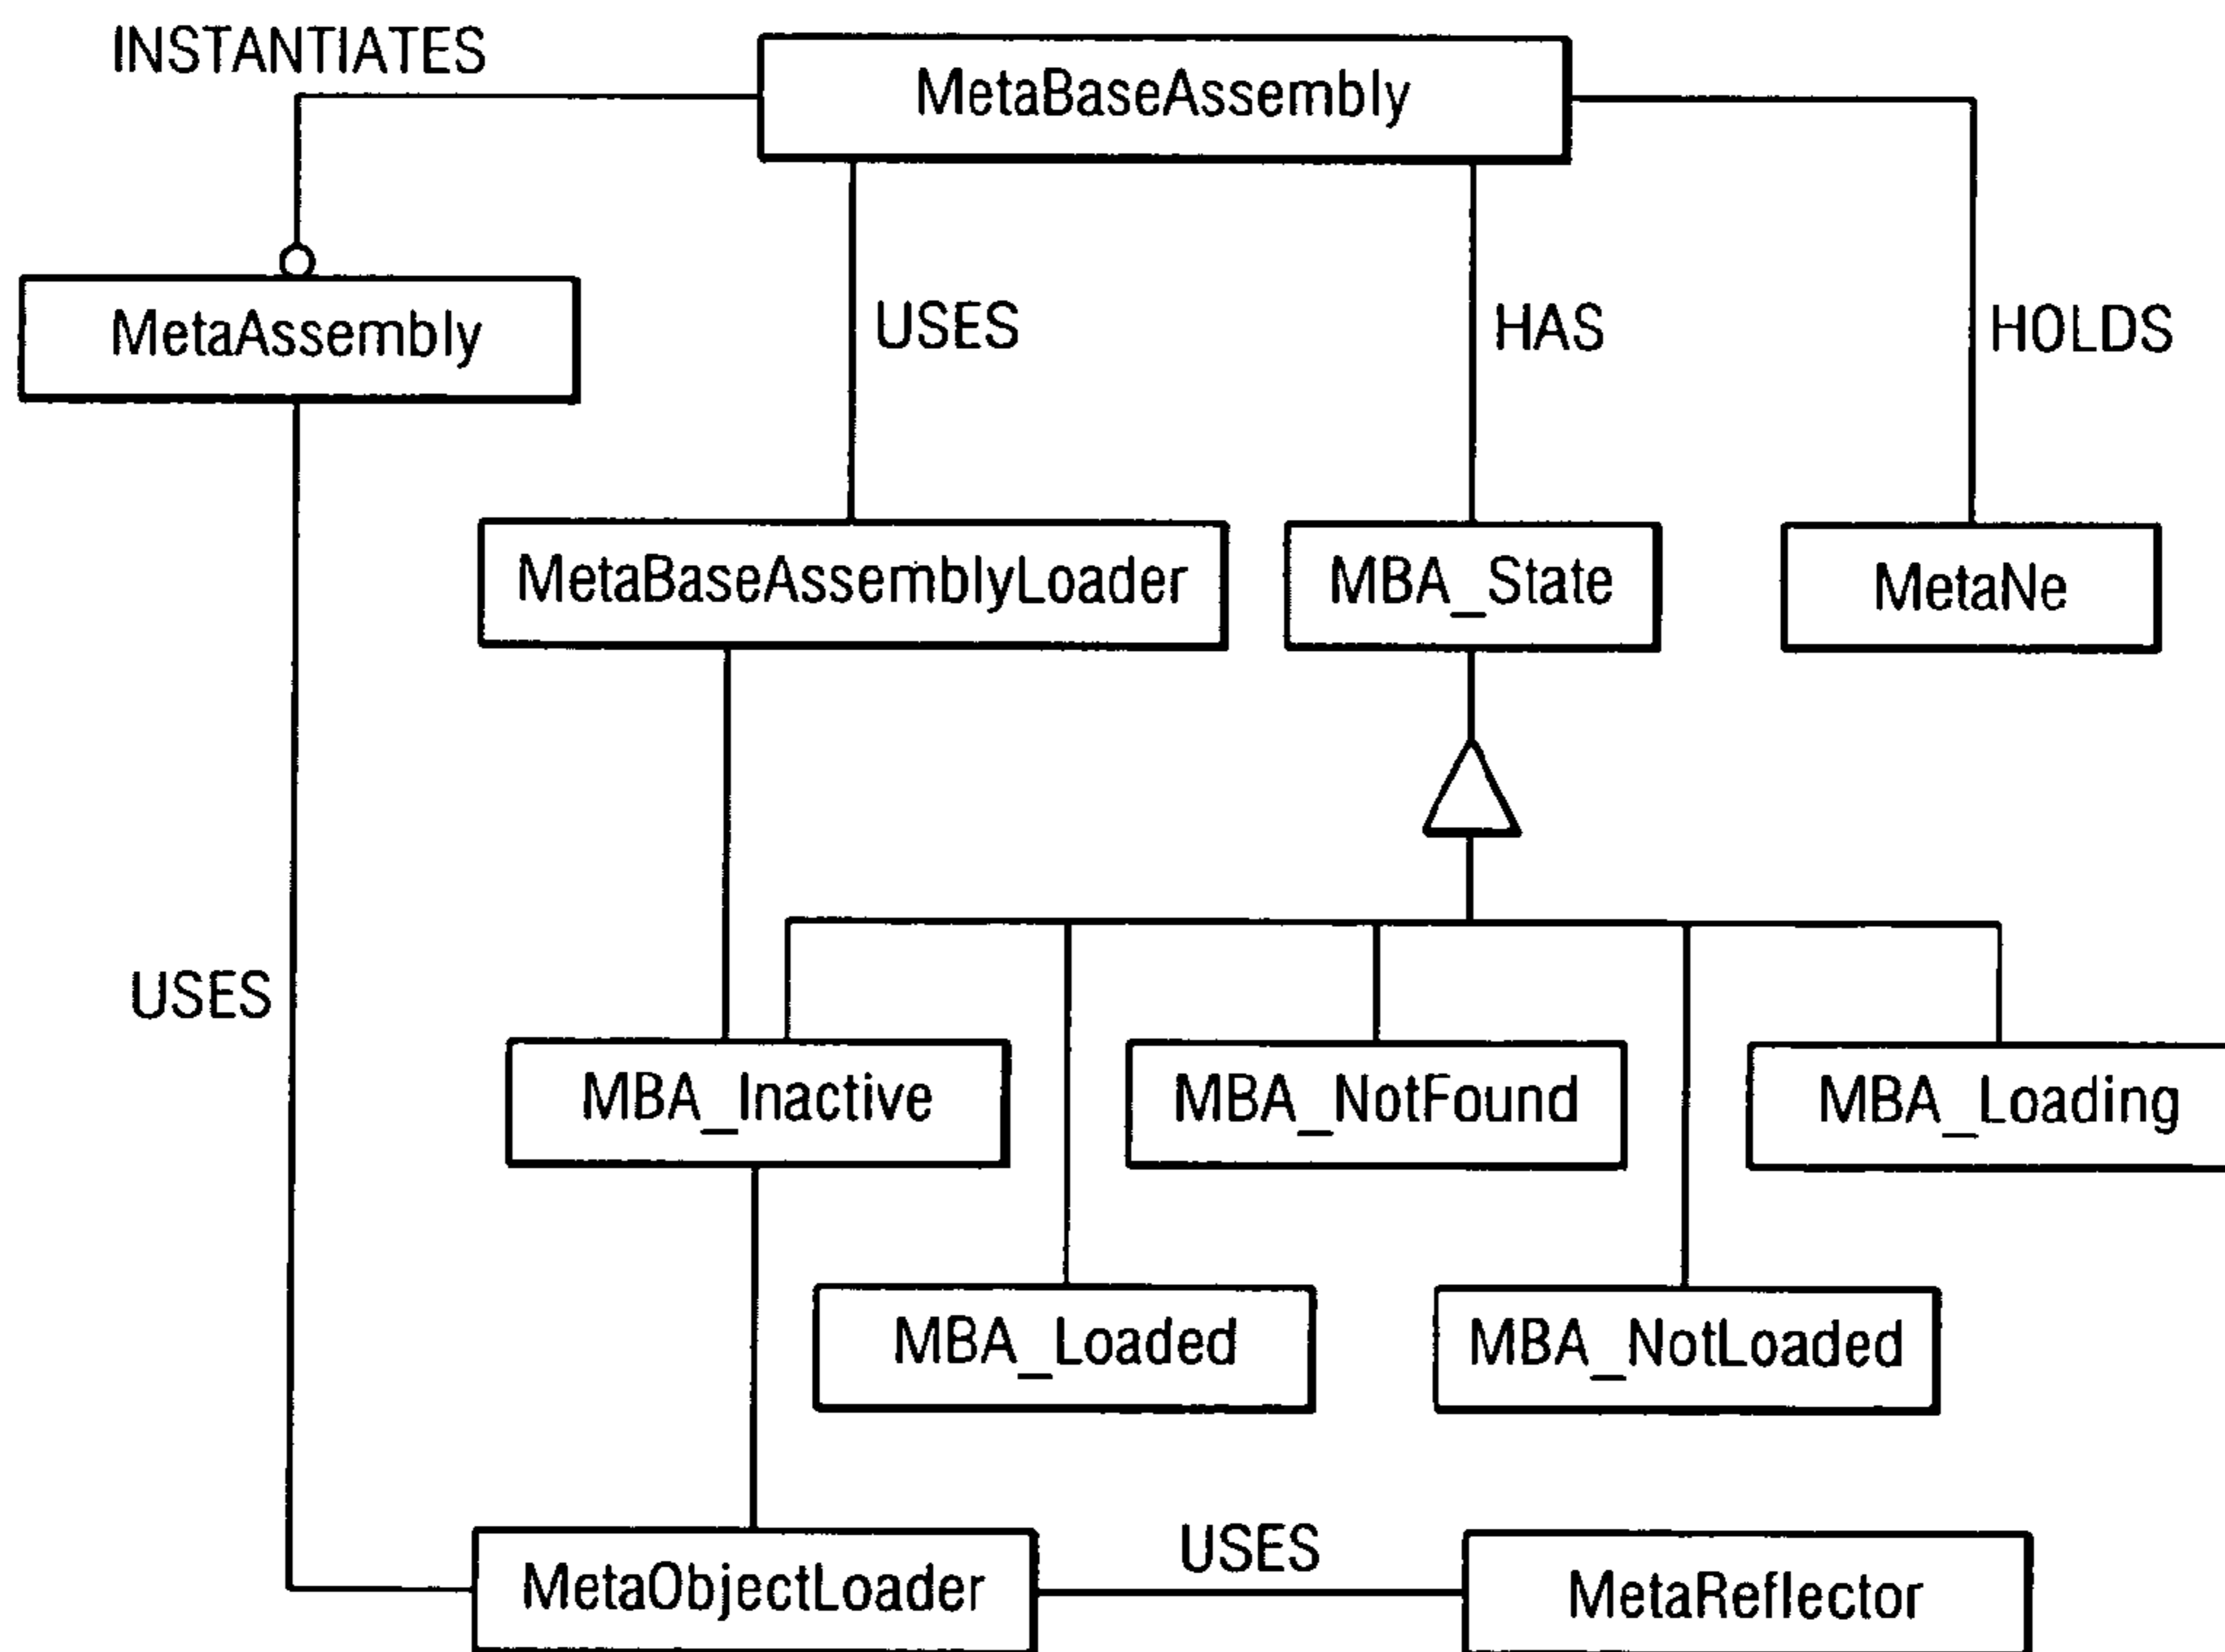 INSTANTIATES
MetaBaseAssembly
MetaAssembly
USES
HAS
HOLDS
MetaBaseAssemblyLoader
MBA_State
MetaNe
USES
MBA_Inactive
MBA_NotFound
MBA_Loading
MBA_Loaded
MBA_NotLoaded
MetaObjectLoader
USES
MetaReflector